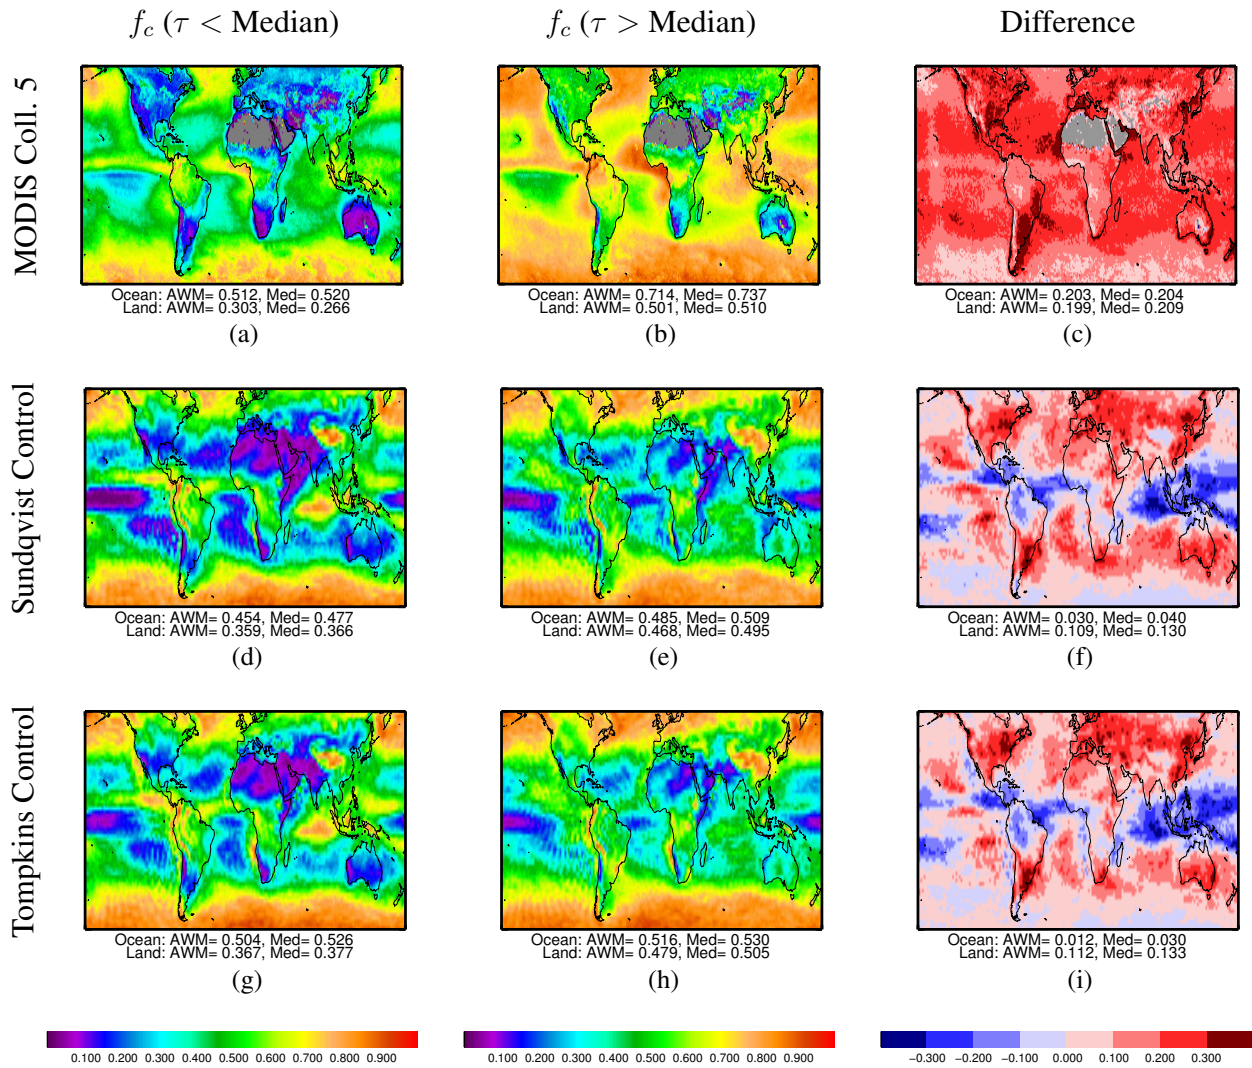 f_c (τ < Median)
f_c (τ > Median)
Difference
MODIS Coll. 5
Ocean: AWM= 0.512, Med= 0.520
Land: AWM= 0.303, Med= 0.266
(a)
Ocean: AWM= 0.714, Med= 0.737
Land: AWM= 0.501, Med= 0.510
(b)
Ocean: AWM= 0.203, Med= 0.204
Land: AWM= 0.199, Med= 0.209
(c)
Sundqvist Control
Ocean: AWM= 0.454, Med= 0.477
Land: AWM= 0.359, Med= 0.366
(d)
Ocean: AWM= 0.485, Med= 0.509
Land: AWM= 0.468, Med= 0.495
(e)
Ocean: AWM= 0.030, Med= 0.040
Land: AWM= 0.109, Med= 0.130
(f)
Tompkins Control
Ocean: AWM= 0.504, Med= 0.526
Land: AWM= 0.367, Med= 0.377
(g)
Ocean: AWM= 0.516, Med= 0.530
Land: AWM= 0.479, Med= 0.505
(h)
Ocean: AWM= 0.012, Med= 0.030
Land: AWM= 0.112, Med= 0.133
(i)
0.100 0.200 0.300 0.400 0.500 0.600 0.700 0.800 0.900
0.100 0.200 0.300 0.400 0.500 0.600 0.700 0.800 0.900
−0.300 −0.200 −0.100 0.000 0.100 0.200 0.300